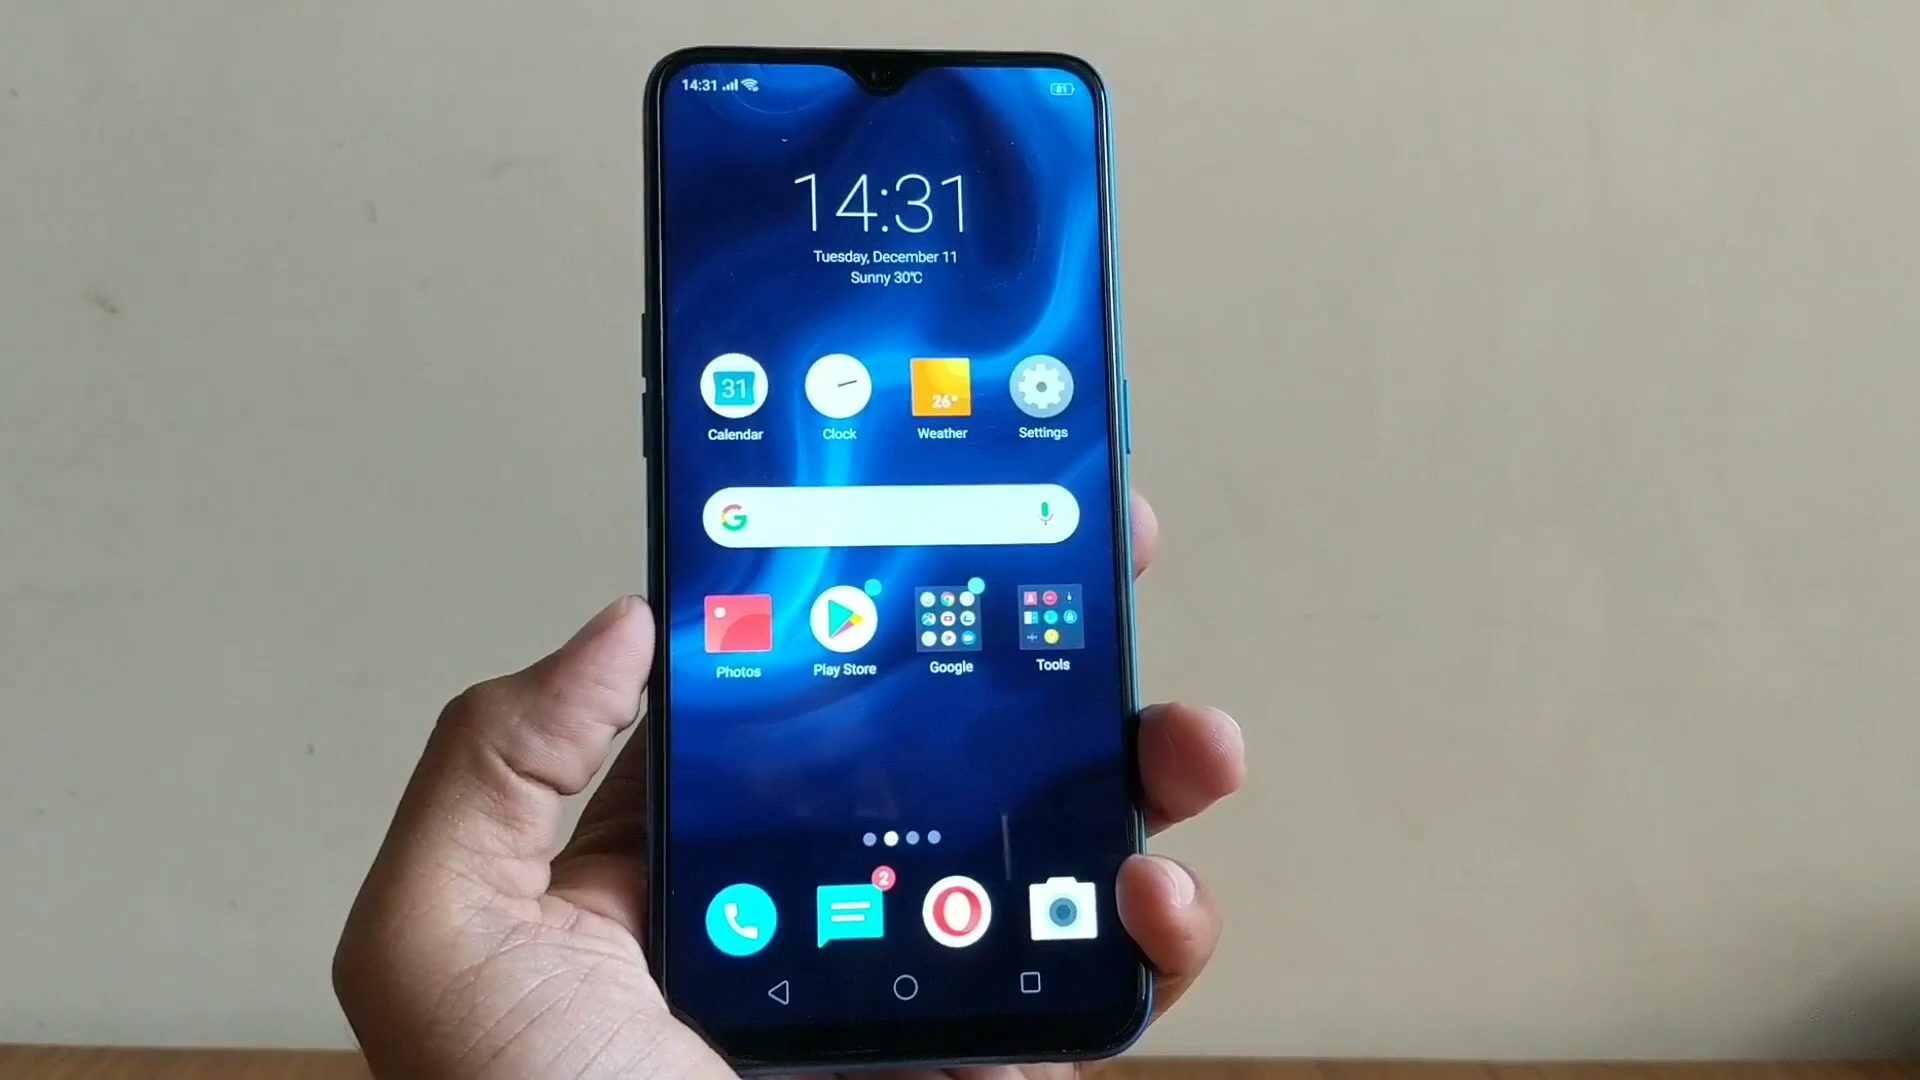 14:31
81
14:31
Tuesday, December 11
Sunny 30℃
31
26°
Calendar
Clock
Weather
Settings
G
Photos
Play Store
Google
Tools
2